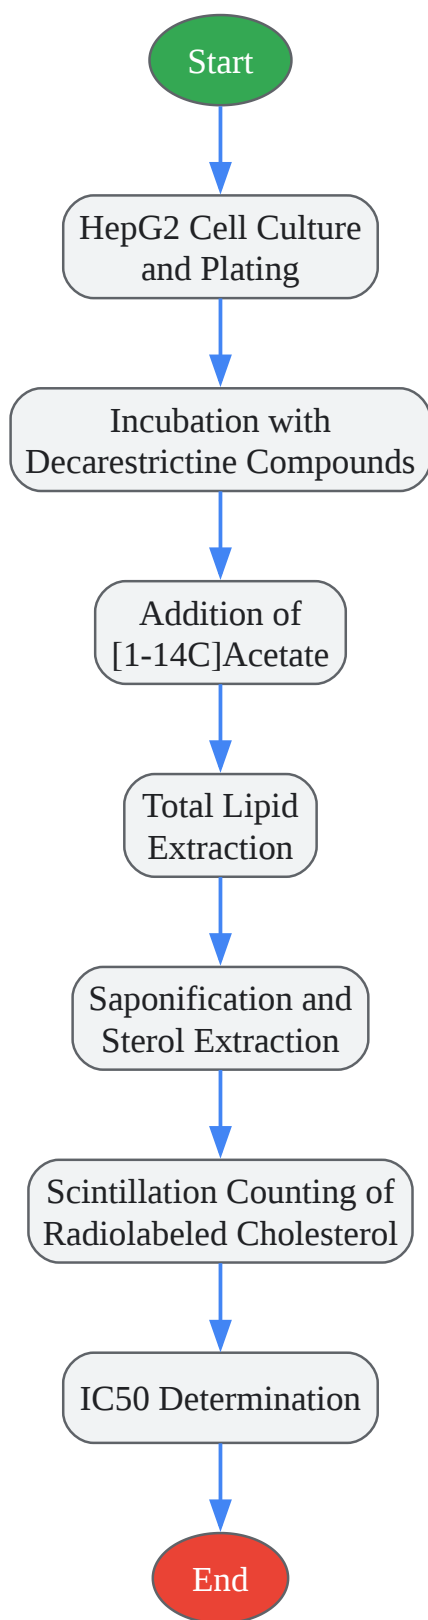 Start
HepG2 Cell Culture
and Plating
Incubation with
Decarestrictine Compounds
Addition of
[1-14C]Acetate
Total Lipid
Extraction
Saponification and
Sterol Extraction
Scintillation Counting of
Radiolabeled Cholesterol
IC50 Determination
End